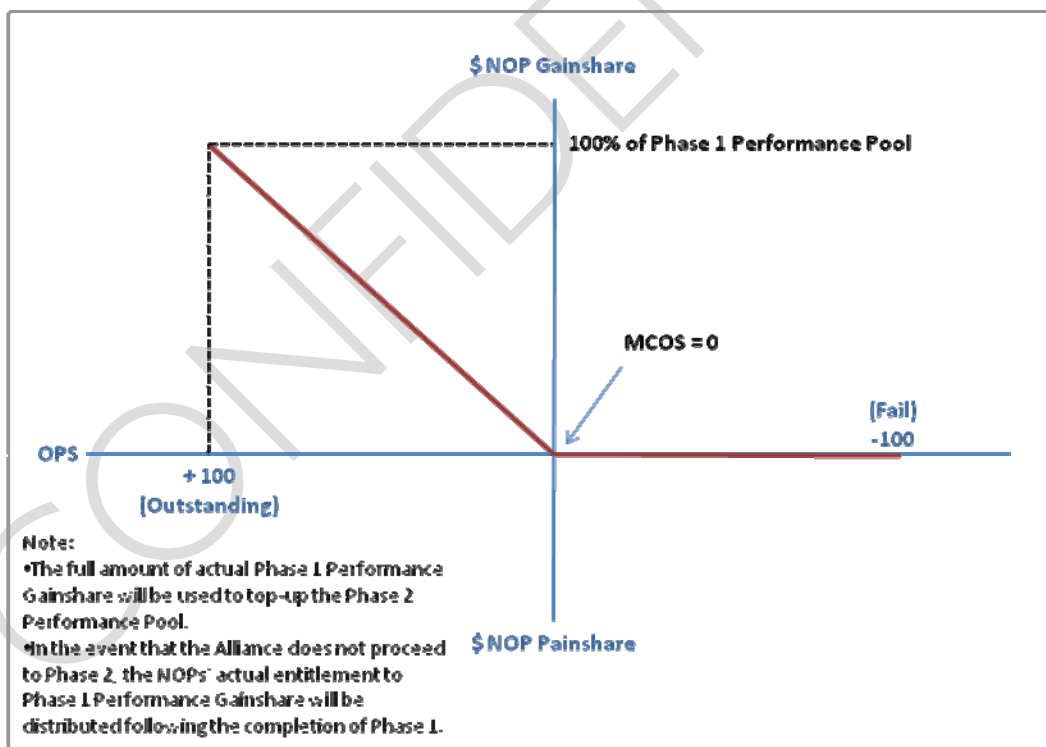 $ NOP Gainshare
100% of Phase 1 Performance Pool
MCOS = 0
(Fail)
-100
OPS
+ 100
(Outstanding)
Note:
•The full amount of actual Phase 1 Performance
Gainshare will be used to top-up the Phase 2
Performance Pool.
•In the event that the Alliance does not proceed
to Phase 2, the NOPs' actual entitlement to
Phase 1 Performance Gainshare will be
distributed following the completion of Phase 1.
$ NOP Painshare
CONFIDE